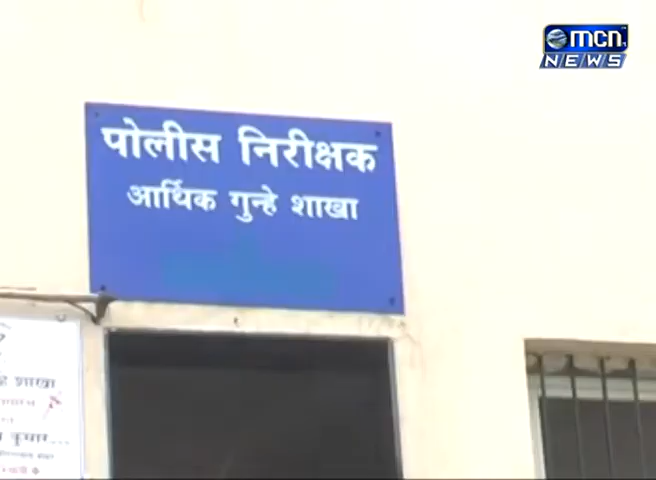 mcn
NEWS
पोलीस निरीक्षक
आर्थिक गुन्हे शाखा
शाखा
कुमार